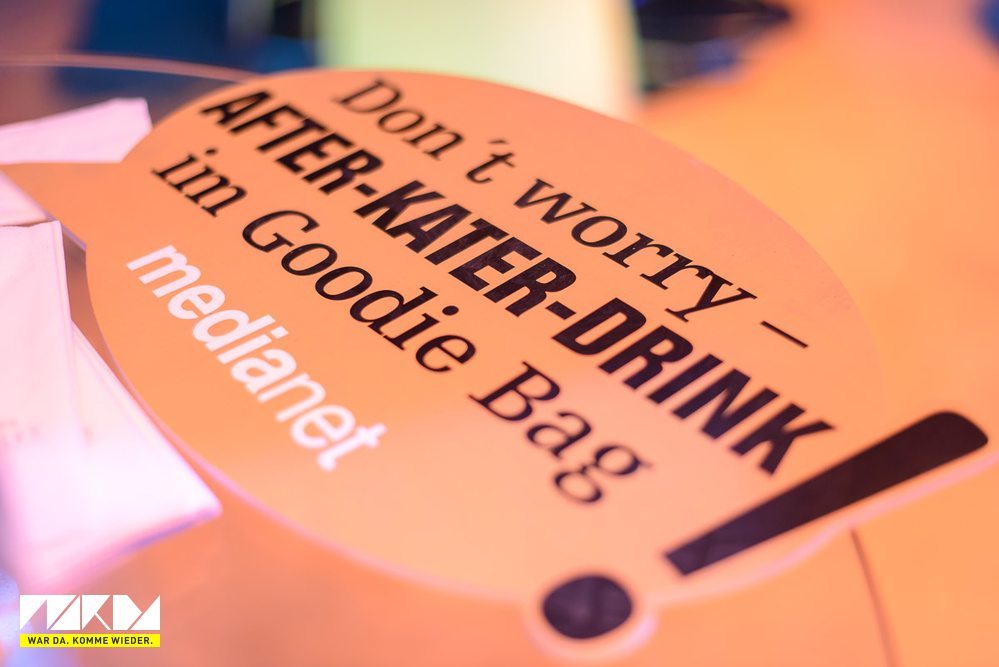 Don´t worry –
AFTER-KATER-DRINK
im Goodie Bag
!
medianet
WAR DA. KOMME WIEDER.